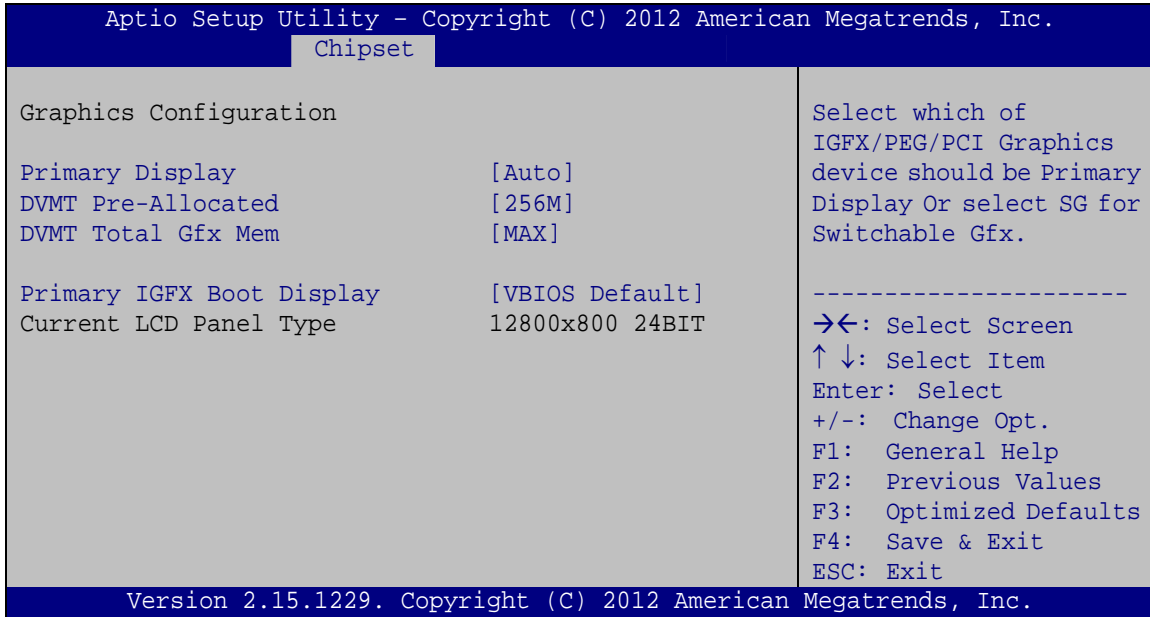 Aptio Setup Utility – Copyright (C) 2012 American Megatrends, Inc.
Chipset
Graphics Configuration
Primary Display [Auto]
DVMT Pre-Allocated [256M]
DVMT Total Gfx Mem [MAX]
Primary IGFX Boot Display [VBIOS Default]
Current LCD Panel Type 12800x800 24BIT
Select which of
IGFX/PEG/PCI Graphics
device should be Primary
Display Or select SG for
Switchable Gfx.
----------------------
→←: Select Screen
↑ ↓: Select Item
Enter: Select
+/-: Change Opt.
F1: General Help
F2: Previous Values
F3: Optimized Defaults
F4: Save & Exit
ESC: Exit
Version 2.15.1229. Copyright (C) 2012 American Megatrends, Inc.